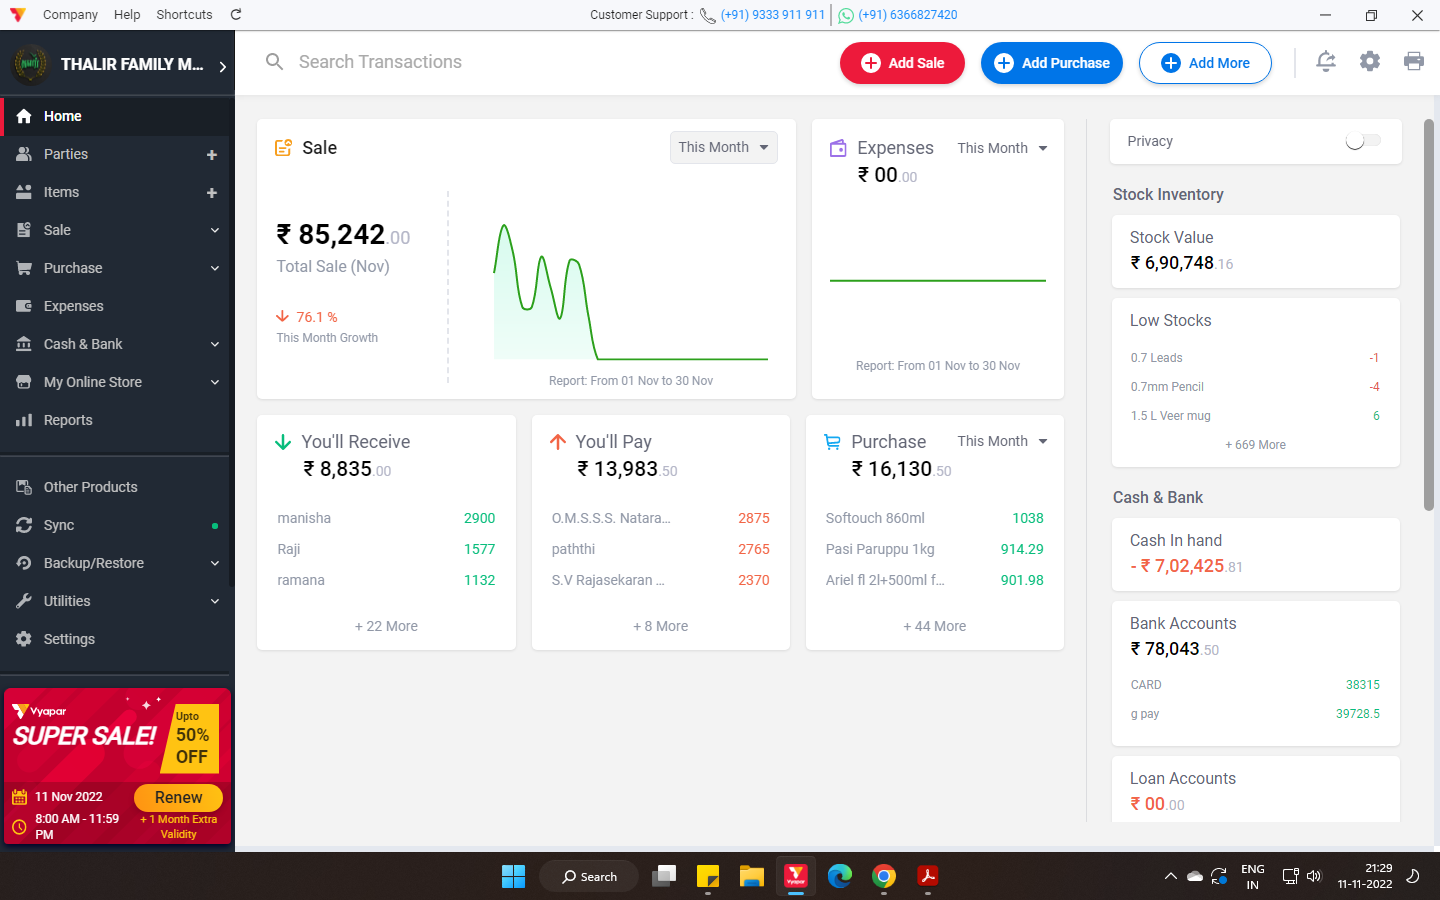 Company Help Shortcuts
Customer Support : (+91) 9333 911 911 (+91) 6366827420
THALIR FAMILY M...
Search Transactions
Add Sale
Add Purchase
Add More
Home
Parties
Items
Sale
Purchase
Expenses
Cash & Bank
My Online Store
Reports
Other Products
Sync
Backup/Restore
Utilities
Settings
Vyapar
SUPER SALE!
Upto
50%
OFF
11 Nov 2022
8:00 AM - 11:59
PM
Renew
+ 1 Month Extra
Validity
Sale
This Month
₹ 85,242.00
Total Sale (Nov)
76.1 %
This Month Growth
Report: From 01 Nov to 30 Nov
Expenses
This Month
₹ 00.00
Report: From 01 Nov to 30 Nov
You'll Receive
₹ 8,835.00
manisha 2900
Raji 1577
ramana 1132
+ 22 More
You'll Pay
₹ 13,983.50
O.M.S.S.S. Natara... 2875
paththi 2765
S.V Rajasekaran ... 2370
+ 8 More
Purchase
This Month
₹ 16,130.50
Softouch 860ml 1038
Pasi Paruppu 1kg 914.29
Ariel fl 2l+500ml f... 901.98
+ 44 More
Privacy
Stock Inventory
Stock Value
₹ 6,90,748.16
Low Stocks
0.7 Leads -1
0.7mm Pencil -4
1.5 L Veer mug 6
+ 669 More
Cash & Bank
Cash In hand
- ₹ 7,02,425.81
Bank Accounts
₹ 78,043.50
CARD 38315
g pay 39728.5
Loan Accounts
₹ 00.00
Search
Vyapar
ENG
IN
21:29
11-11-2022